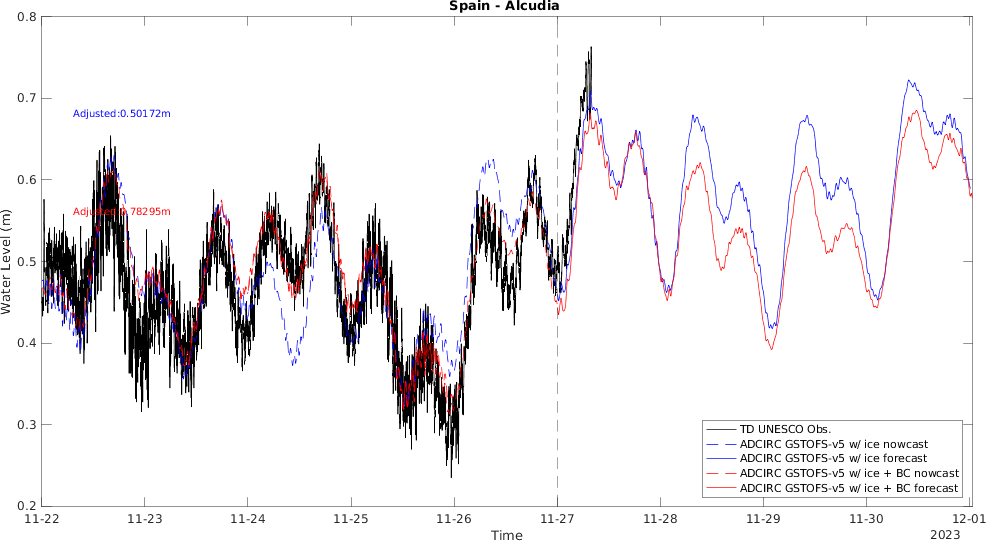 Spain - Alcudia
0.8
0.7
0.6
0.5
0.4
0.3
0.2
Water Level (m)
Adjusted:0.50172m
Adjusted:0.78295m
TD UNESCO Obs.
ADCIRC GSTOFS-v5 w/ ice nowcast
ADCIRC GSTOFS-v5 w/ ice forecast
ADCIRC GSTOFS-v5 w/ ice + BC nowcast
ADCIRC GSTOFS-v5 w/ ice + BC forecast
11-22 11-23 11-24 11-25 11-26 11-27 11-28 11-29 11-30 12-01
Time
2023